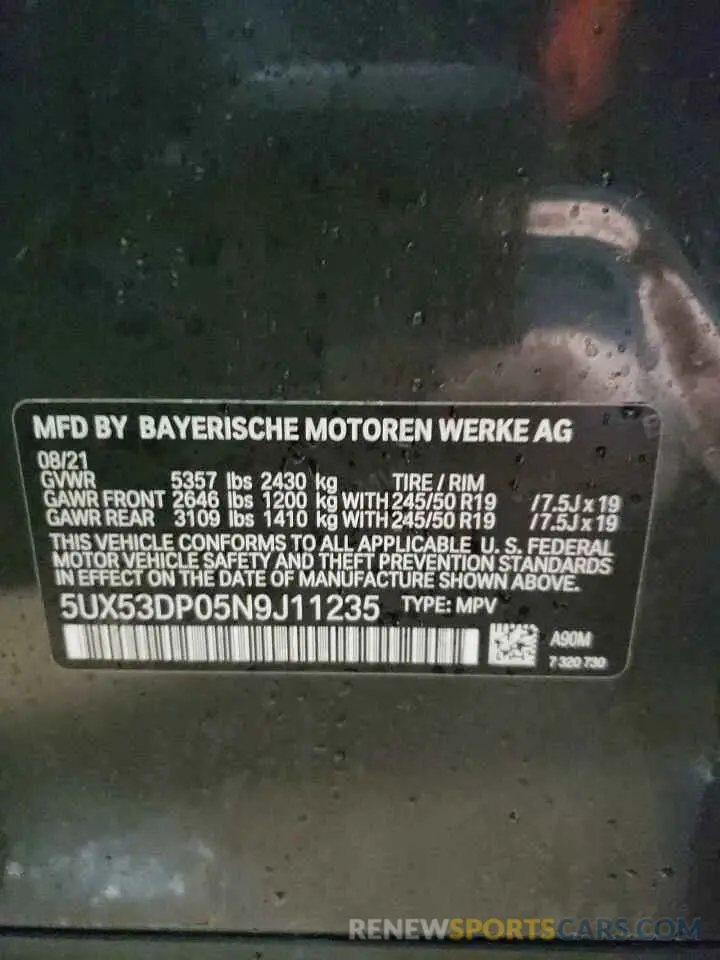 MFD BY BAYERISCHE MOTOREN WERKE AG
08/21
GVWR 5357 lbs 2430 kg TIRE / RIM
GAWR FRONT 2646 lbs 1200 kg WITH 245/50 R19 /7.5J x 19
GAWR REAR 3109 lbs 1410 kg WITH 245/50 R19 /7.5J x 19
THIS VEHICLE CONFORMS TO ALL APPLICABLE U. S. FEDERAL
MOTOR VEHICLE SAFETY AND THEFT PREVENTION STANDARDS
IN EFFECT ON THE DATE OF MANUFACTURE SHOWN ABOVE.
5UX53DP05N9J11235 TYPE: MPV
A90M
7 320 730
RENEWSPORTSCARS.COM